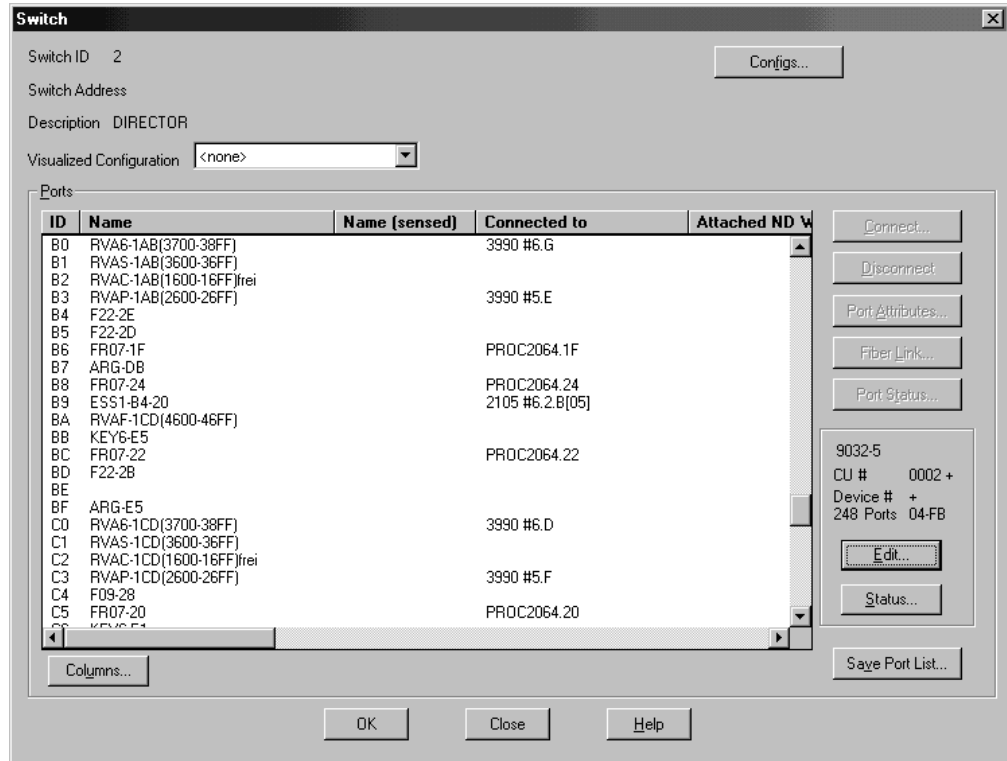 Switch
Switch ID 2
Configs...
Switch Address
Description DIRECTOR
Visualized Configuration <none>
Ports
ID Name Name (sensed) Connected to Attached ND W
B0 RVA6-1AB(3700-38FF) 3990 #6.G
B1 RVAS-1AB(3600-36FF)
B2 RVAC-1AB(1600-16FF)frei
B3 RVAP-1AB(2600-26FF) 3990 #5.E
B4 F22-2E
B5 F22-2D
B6 FR07-1F PROC2064.1F
B7 ARG-DB
B8 FR07-24 PROC2064.24
B9 ESS1-B4-20 2105 #6.2.B[05]
BA RVAF-1CD(4600-46FF)
BB KEY6-E5
BC FR07-22 PROC2064.22
BD F22-2B
BE
BF ARG-E5
C0 RVA6-1CD(3700-38FF) 3990 #6.D
C1 RVAS-1CD(3600-36FF)
C2 RVAC-1CD(1600-16FF)frei
C3 RVAP-1CD(2600-26FF) 3990 #5.F
C4 F09-28
C5 FR07-20 PROC2064.20
Connect...
Disconnect
Port Attributes...
Fiber Link...
Port Status...
9032-5
CU # 0002 +
Device # +
248 Ports 04-FB
Edit...
Status...
Columns...
Save Port List...
OK Close Help